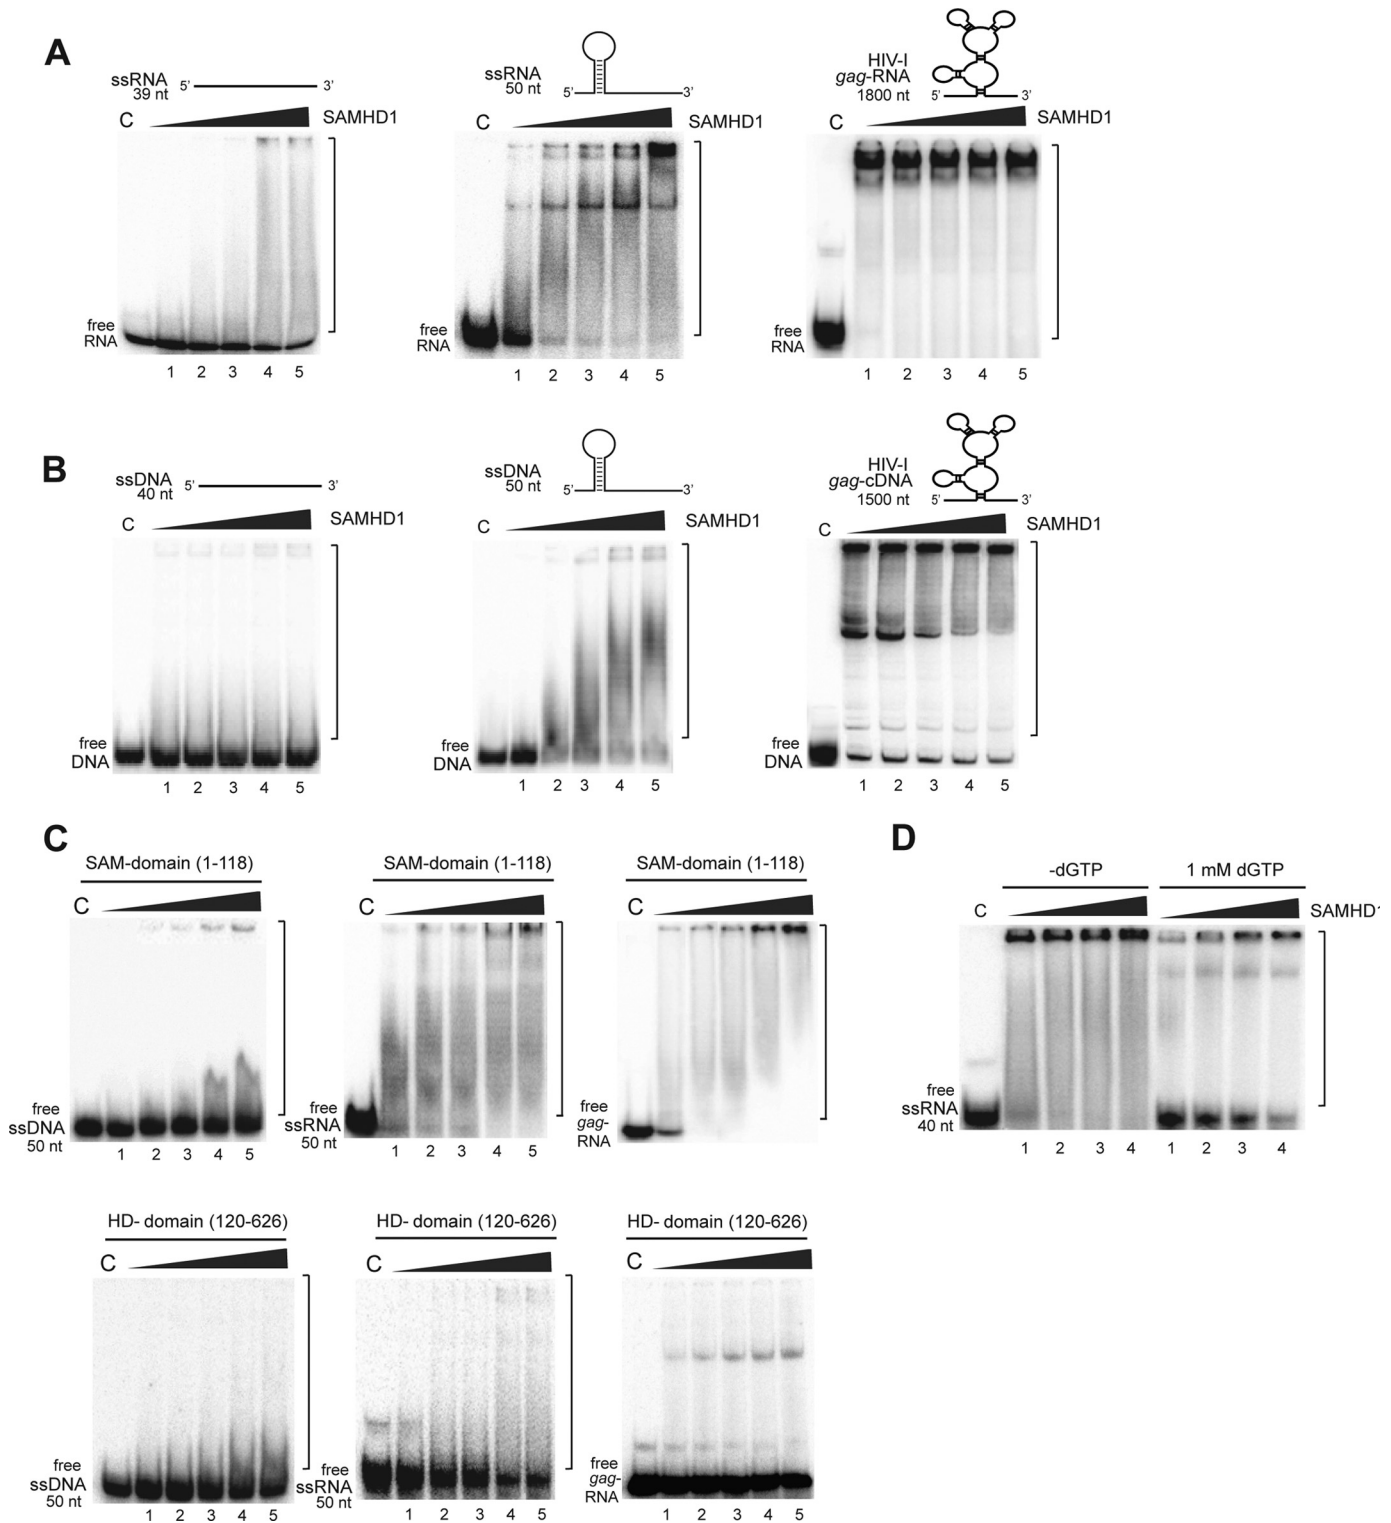 A
ssRNA
39 nt
5'
3'
C
SAMHD1
free
RNA
1 2 3 4 5
ssRNA
50 nt
5'
3'
C
SAMHD1
free
RNA
1 2 3 4 5
HIV-I
gag-RNA
1800 nt
5'
3'
C
SAMHD1
free
RNA
1 2 3 4 5
B
ssDNA
40 nt
5'
3'
C
SAMHD1
free
DNA
1 2 3 4 5
ssDNA
50 nt
5'
3'
C
SAMHD1
free
DNA
1 2 3 4 5
HIV-I
gag-cDNA
1500 nt
5'
3'
C
SAMHD1
free
DNA
1 2 3 4 5
C
SAM-domain (1-118)
C
free
ssDNA
50 nt
1 2 3 4 5
SAM-domain (1-118)
C
free
ssRNA
50 nt
1 2 3 4 5
SAM-domain (1-118)
C
free
gag-
RNA
1 2 3 4 5
D
-dGTP
1 mM dGTP
C
SAMHD1
free
ssRNA
40 nt
1 2 3 4
1 2 3 4
HD- domain (120-626)
C
free
ssDNA
50 nt
1 2 3 4 5
HD- domain (120-626)
C
free
ssRNA
50 nt
1 2 3 4 5
HD- domain (120-626)
C
free
gag-
RNA
1 2 3 4 5